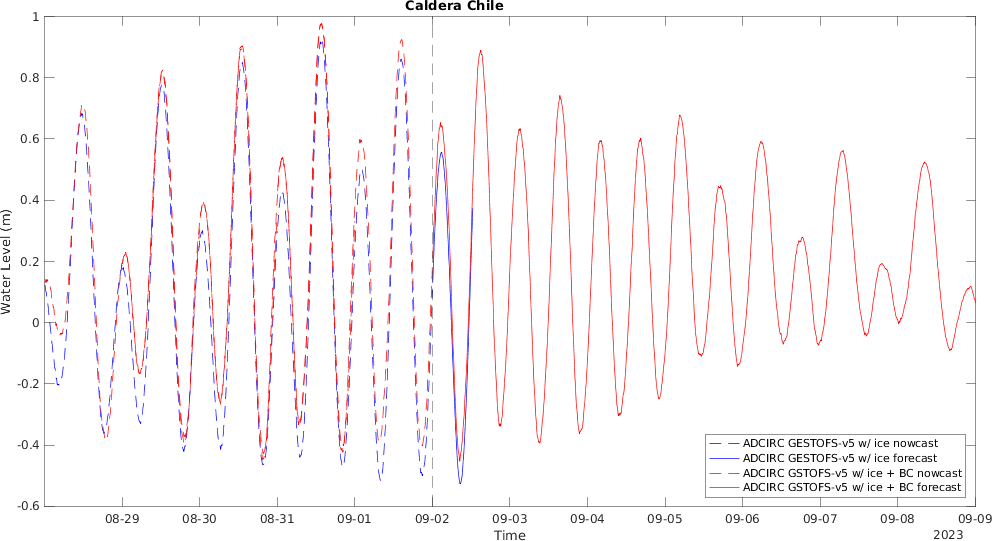 Caldera Chile
Water Level (m)
1
0.8
0.6
0.4
0.2
0
-0.2
-0.4
-0.6
ADCIRC GESTOFS-v5 w/ ice nowcast
ADCIRC GESTOFS-v5 w/ ice forecast
ADCIRC GSTOFS-v5 w/ ice + BC nowcast
ADCIRC GSTOFS-v5 w/ ice + BC forecast
08-29 08-30 08-31 09-01 09-02 09-03 09-04 09-05 09-06 09-07 09-08 09-09
Time
2023